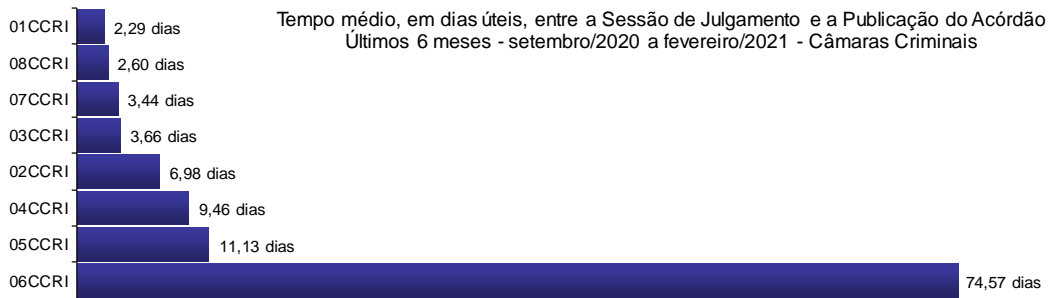 Tempo médio, em dias úteis, entre a Sessão de Julgamento e a Publicação do Acórdão
Últimos 6 meses - setembro/2020 a fevereiro/2021 - Câmaras Criminais
01CCRI 2,29 dias
08CCRI 2,60 dias
07CCRI 3,44 dias
03CCRI 3,66 dias
02CCRI 6,98 dias
04CCRI 9,46 dias
05CCRI 11,13 dias
06CCRI 74,57 dias